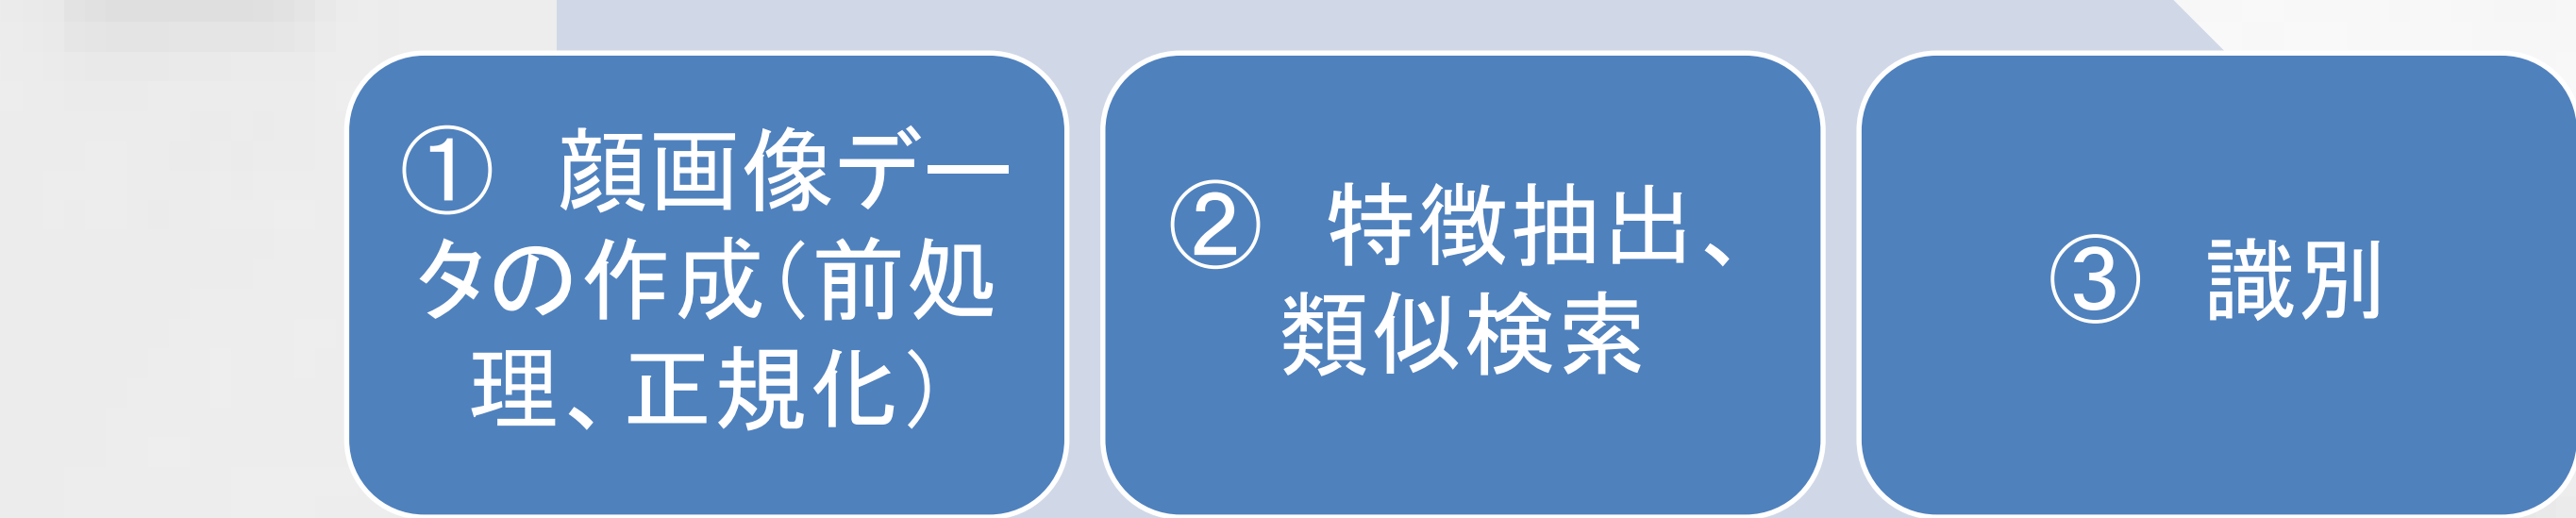 ① 顔画像デー
タの作成（前処
理、正規化）
② 特徴抽出、
類似検索
③ 識別